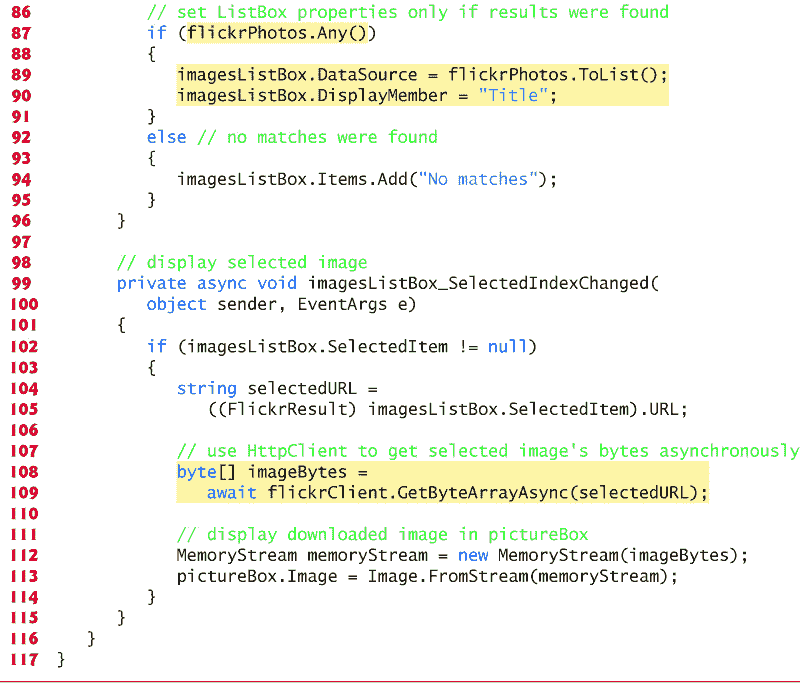 86 // set ListBox properties only if results were found
87 if (flickrPhotos.Any())
88 {
89 imagesListBox.DataSource = flickrPhotos.ToList();
90 imagesListBox.DisplayMember = "Title";
91 }
92 else // no matches were found
93 {
94 imagesListBox.Items.Add("No matches");
95 }
96 }
97
98 // display selected image
99 private async void imagesListBox_SelectedIndexChanged(
100 object sender, EventArgs e)
101 {
102 if (imagesListBox.SelectedItem != null)
103 {
104 string selectedURL =
105 ((FlickrResult) imagesListBox.SelectedItem).URL;
106
107 // use HttpClient to get selected image's bytes asynchronously
108 byte[] imageBytes =
109 await flickrClient.GetByteArrayAsync(selectedURL);
110
111 // display downloaded image in pictureBox
112 MemoryStream memoryStream = new MemoryStream(imageBytes);
113 pictureBox.Image = Image.FromStream(memoryStream);
114 }
115 }
116 }
117 }